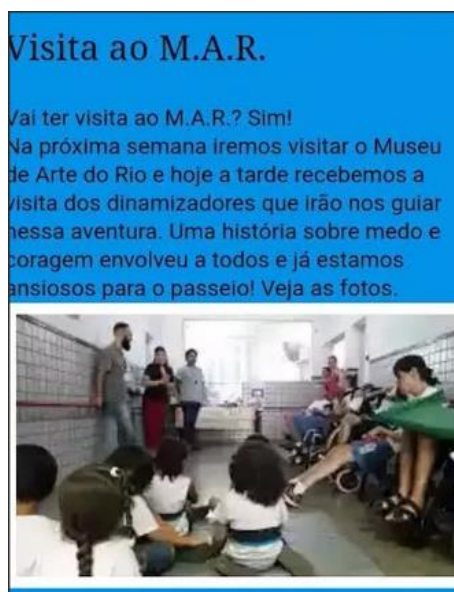 Visita ao M.A.R.
Vai ter visita ao M.A.R.? Sim!
Na próxima semana iremos visitar o Museu
de Arte do Rio e hoje a tarde recebemos a
visita dos dinamizadores que irão nos guiar
nessa aventura. Uma história sobre medo e
coragem envolveu a todos e já estamos
ansiosos para o passeio! Veja as fotos.